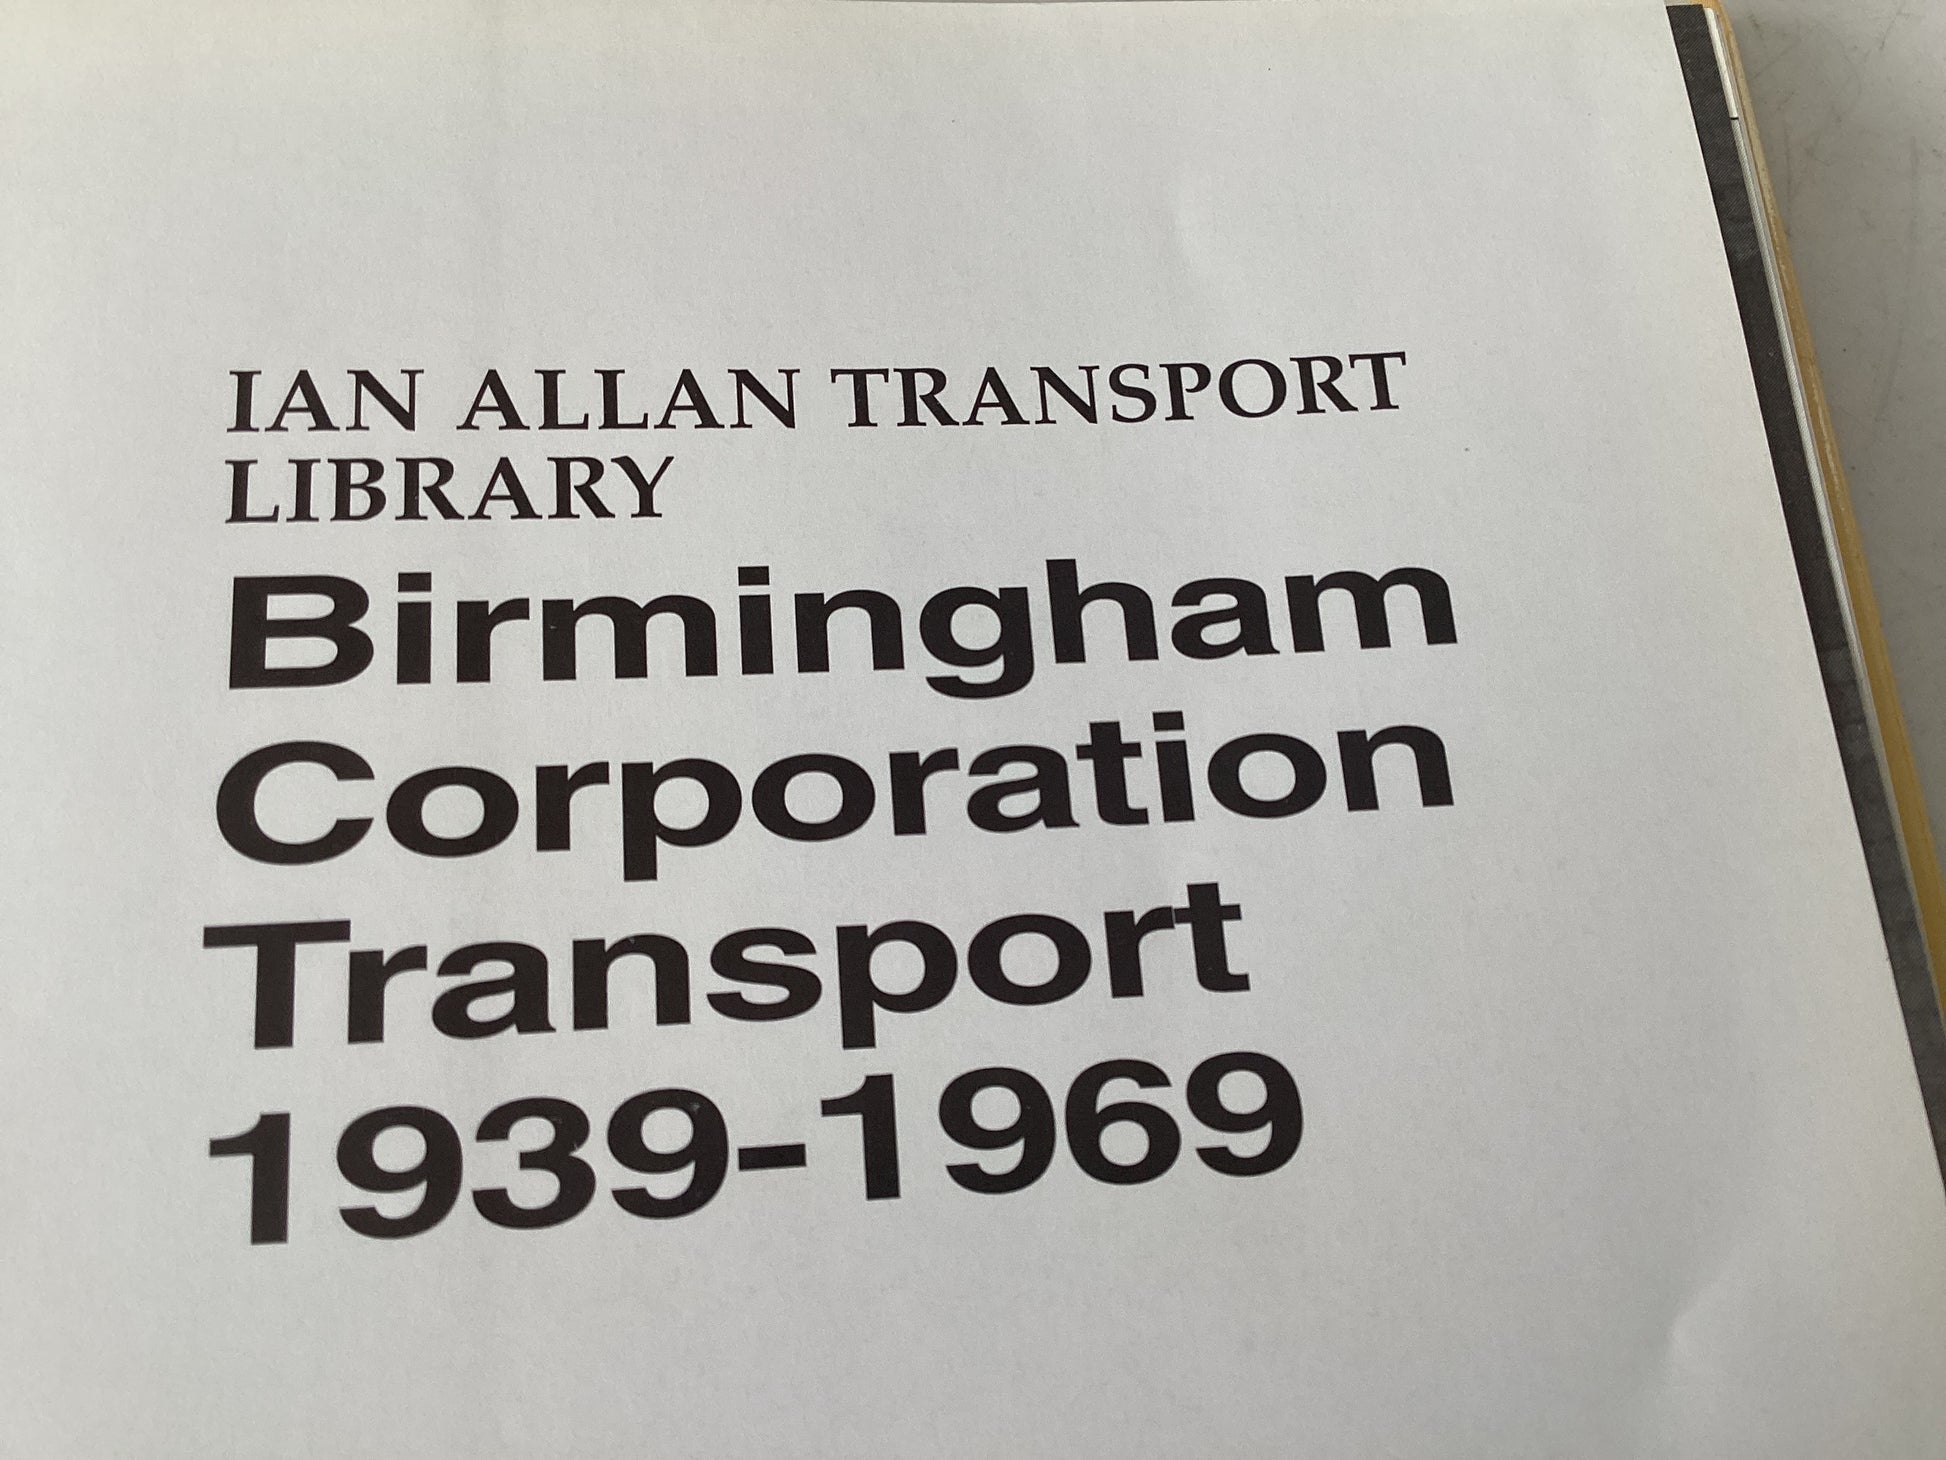 IAN ALLAN TRANSPORT
LIBRARY
Birmingham
Corporation
Transport
1939-1969